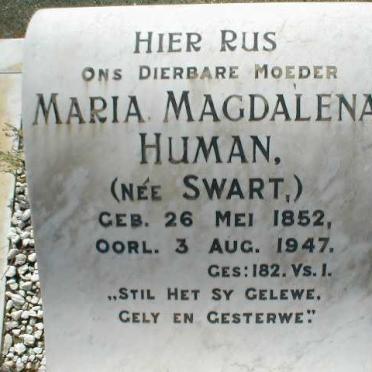 HIER RUS
ONS DIERBARE MOEDER
MARIA MAGDALENA
HUMAN,
(NÉE SWART,)
GEB. 26 MEI 1852,
OORL. 3 AUG. 1947.
GES: 182. VS. 1.
„STIL HET SY GELEWE,
GELY EN GESTERWE."